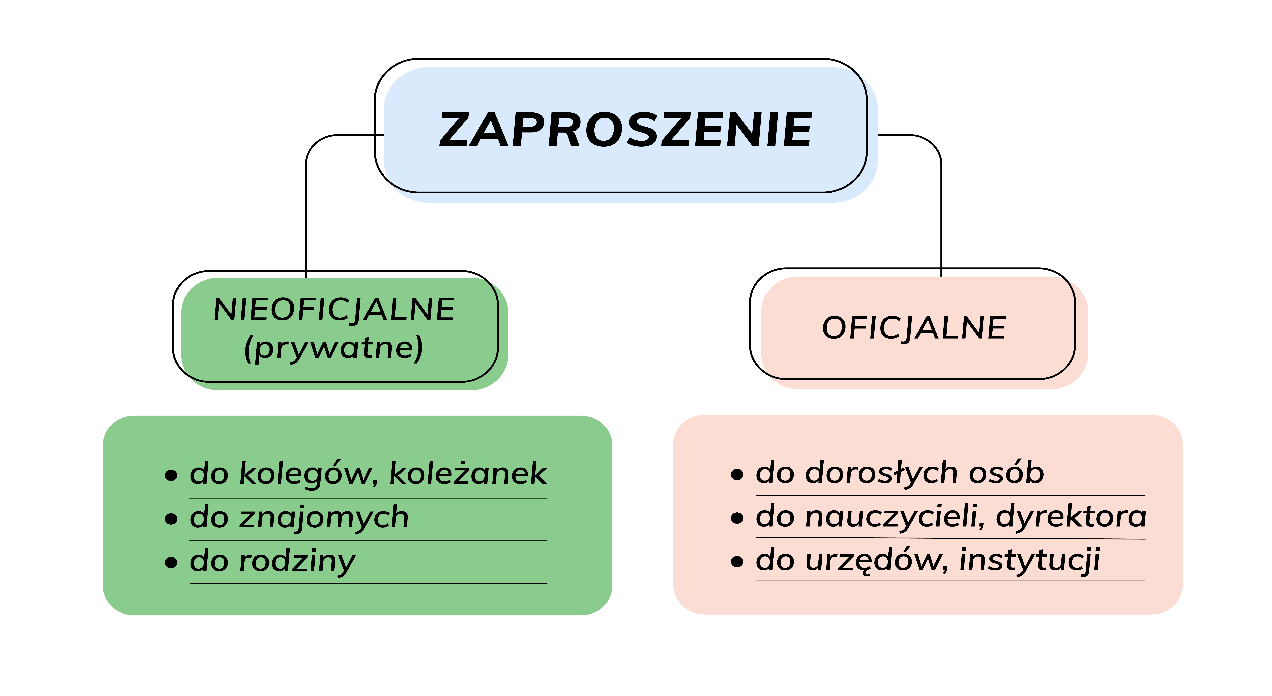 ZAPROSZENIE
NIEOFICJALNE
(prywatne)
• do kolegów, koleżanek
• do znajomych
• do rodziny
OFICJALNE
• do dorosłych osób
• do nauczycieli, dyrektora
• do urzędów, instytucji